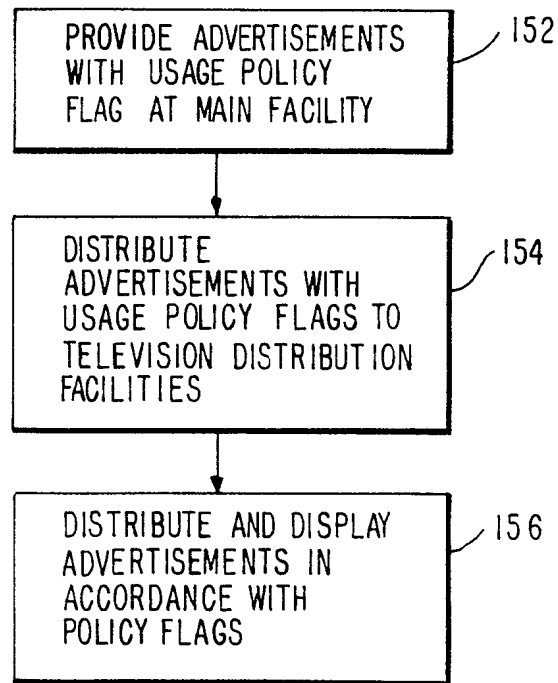 PROVIDE ADVERTISEMENTS
WITH USAGE POLICY
FLAG AT MAIN FACILITY
152
DISTRIBUTE
ADVERTISEMENTS WITH
USAGE POLICY FLAGS TO
TELEVISION DISTRIBUTION
FACILITIES
154
DISTRIBUTE AND DISPLAY
ADVERTISEMENTS IN
ACCORDANCE WITH
POLICY FLAGS
156